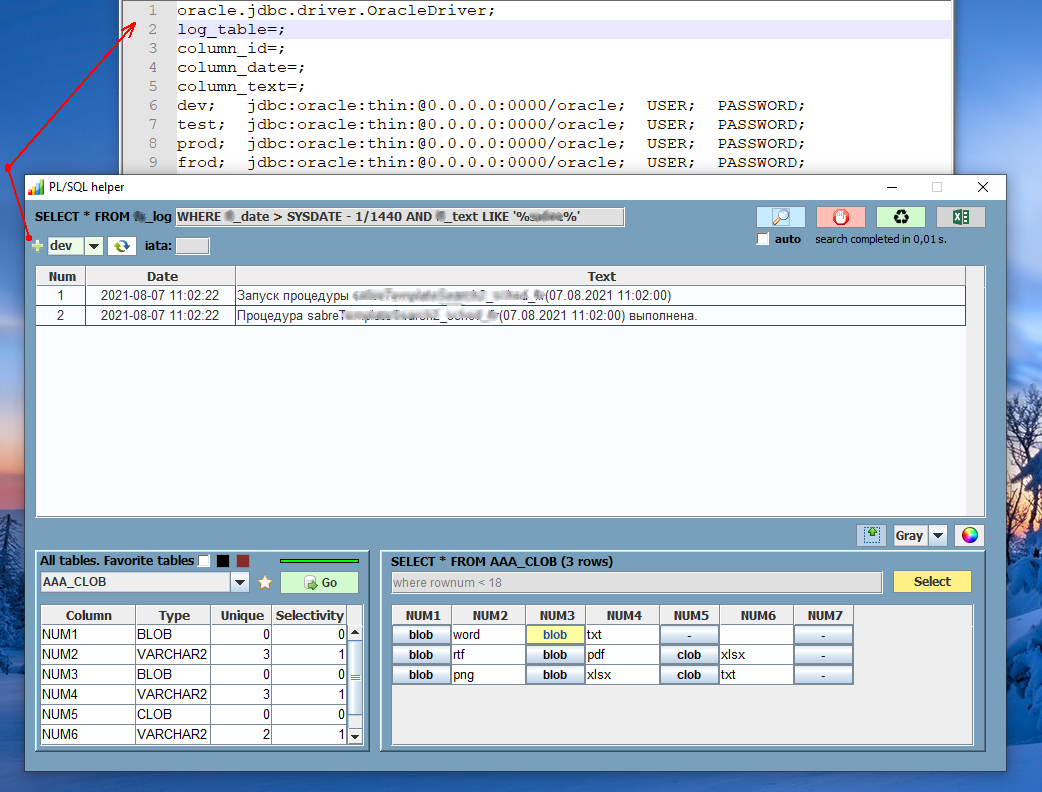 1 oracle.jdbc.driver.OracleDriver;
2 log_table=;
3 column_id=;
4 column_date=;
5 column_text=;
6 dev; jdbc:oracle:thin:@0.0.0.0:0000/oracle; USER; PASSWORD;
7 test; jdbc:oracle:thin:@0.0.0.0:0000/oracle; USER; PASSWORD;
8 prod; jdbc:oracle:thin:@0.0.0.0:0000/oracle; USER; PASSWORD;
9 frod; jdbc:oracle:thin:@0.0.0.0:0000/oracle; USER; PASSWORD;
PL/SQL helper
SELECT * FROM _log WHERE _date > SYSDATE - 1/1440 AND _text LIKE '% %'
dev iata: auto search completed in 0,01 s.
Num Date Text
1 2021-08-07 11:02:22 Запуск процедуры (07.08.2021 11:02:00)
2 2021-08-07 11:02:22 Процедура sabre (07.08.2021 11:02:00) выполнена.
Gray
All tables. Favorite tables
AAA_CLOB Go
Column Type Unique Selectivity
NUM1 BLOB 0 0
NUM2 VARCHAR2 3 1
NUM3 BLOB 0 0
NUM4 VARCHAR2 3 1
NUM5 CLOB 0 0
NUM6 VARCHAR2 2 1
SELECT * FROM AAA_CLOB (3 rows)
where rownum < 18 Select
NUM1 NUM2 NUM3 NUM4 NUM5 NUM6 NUM7
blob word blob txt - -
blob rtf blob pdf clob xlsx -
blob png blob xlsx clob txt -